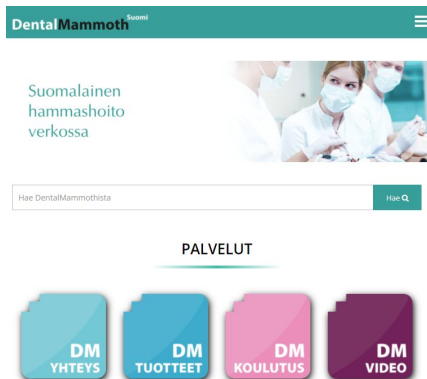 DentalMammoth Suomi
Suomalainen
hammashoito
verkossa
Hae DentalMammothista
Hae
PALVELUT
DM
YHTEYS
DM
TUOTTEET
DM
KOULUTUS
DM
VIDEO